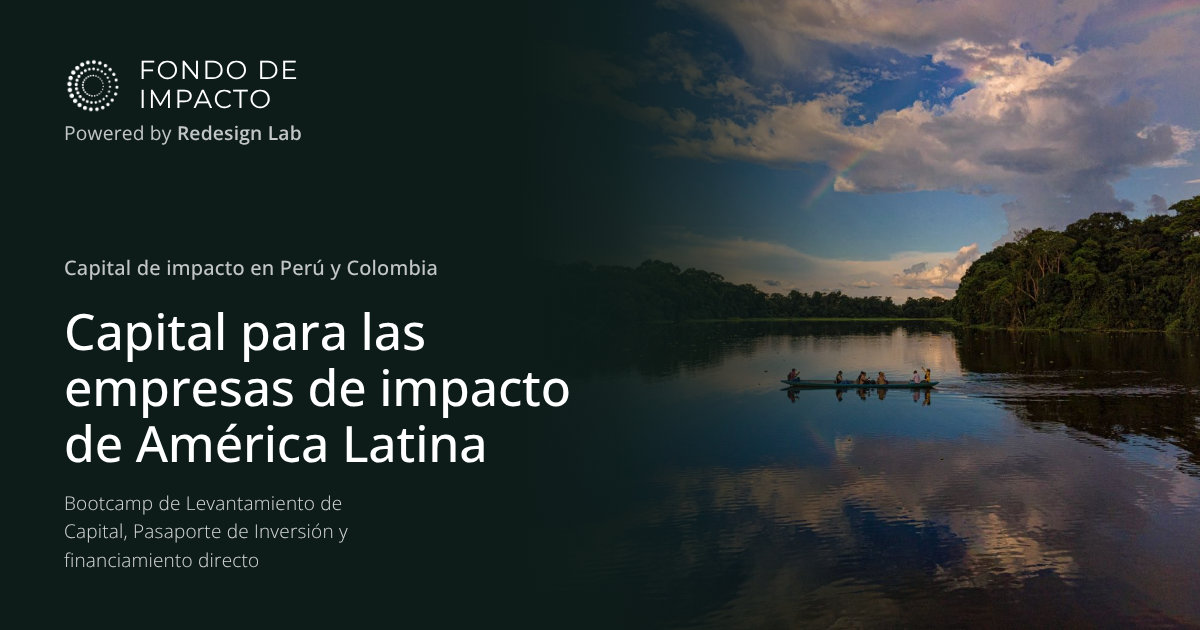 FONDO DE
IMPACTO
Powered by Redesign Lab
Capital de impacto en Perú y Colombia
Capital para las
empresas de impacto
de América Latina
Bootcamp de Levantamiento de
Capital, Pasaporte de Inversión y
financiamiento directo